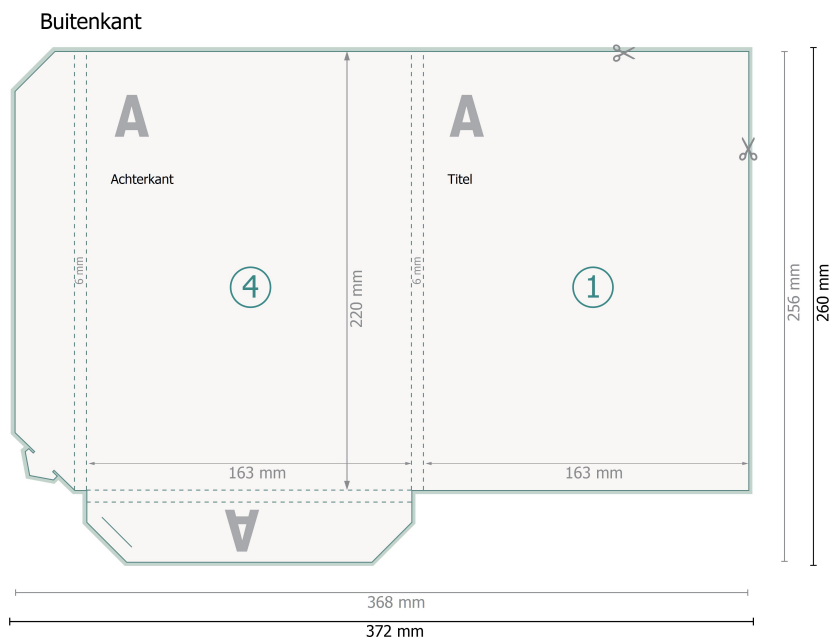 Buitenkant
A
A
Achterkant
Titel
6 mm
6 mm
4
1
220 mm
256 mm
260 mm
163 mm
163 mm
A
368 mm
372 mm